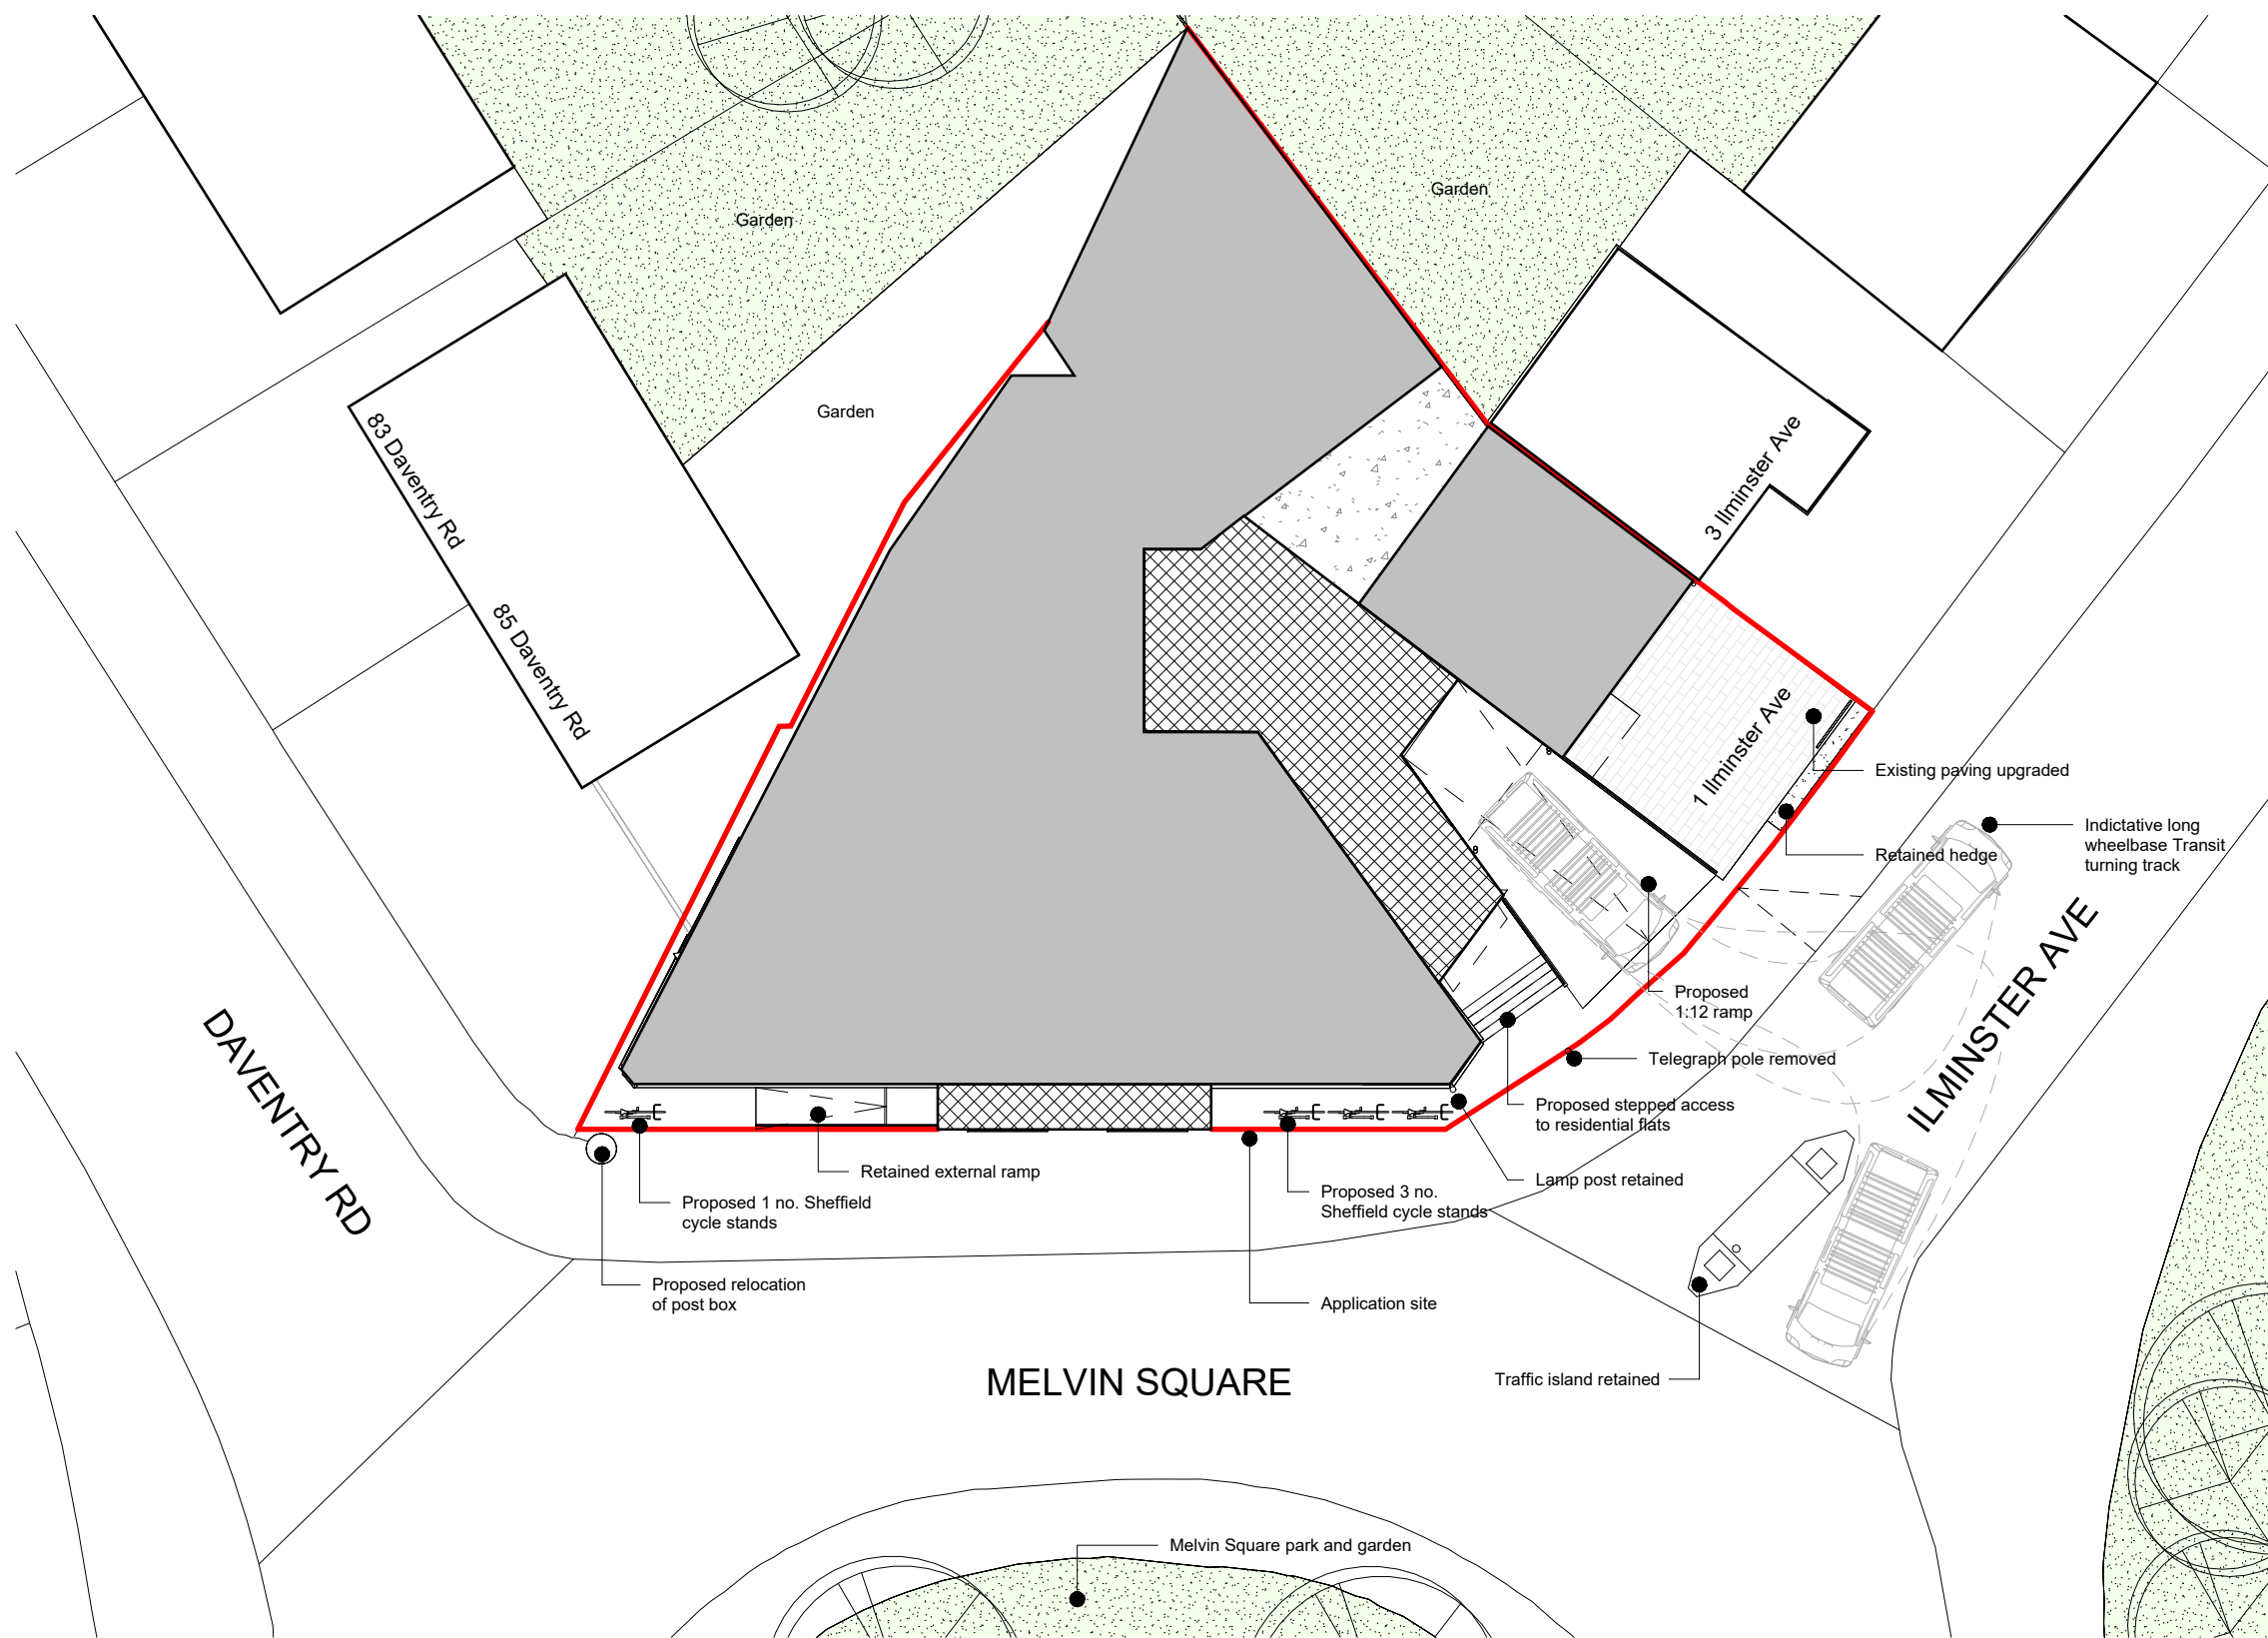 Garden
Garden
Garden
83 Daventry Rd
85 Daventry Rd
3 Ilminster Ave
1 Ilminster Ave
Existing paving upgraded
Indictative long
wheelbase Transit
turning track
Retained hedge
ILMINSTER AVE
Proposed
1:12 ramp
Telegraph pole removed
Proposed stepped access
to residential flats
Lamp post retained
DAVENTRY RD
Retained external ramp
Proposed 1 no. Sheffield
cycle stands
Proposed 3 no.
Sheffield cycle stands
Proposed relocation
of post box
Application site
MELVIN SQUARE
Traffic island retained
Melvin Square park and garden